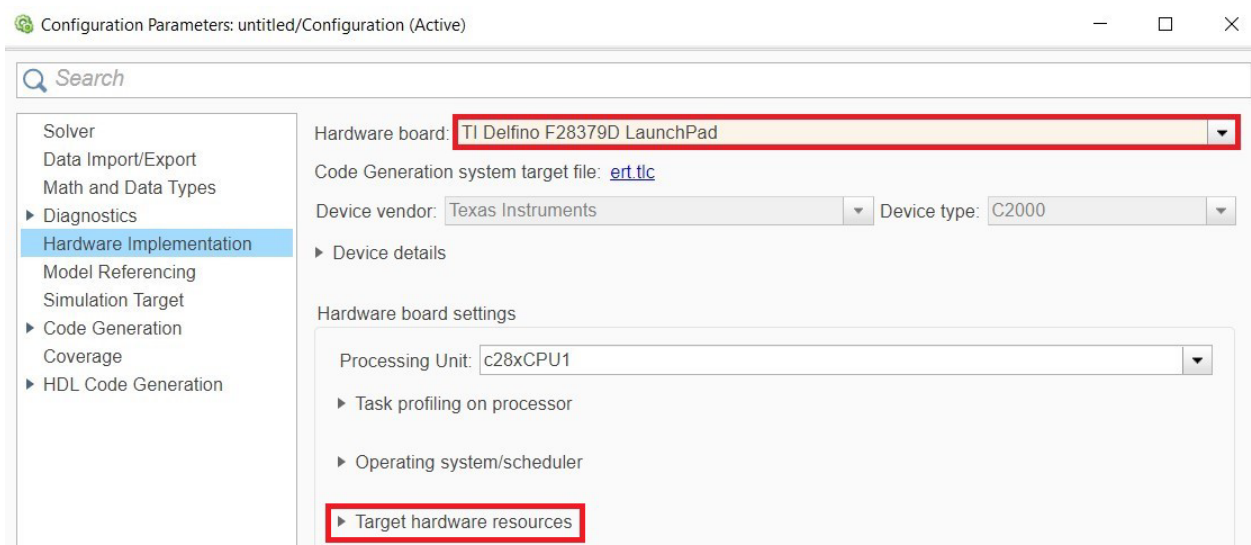 Configuration Parameters: untitled/Configuration (Active)
Search
Solver
Data Import/Export
Math and Data Types
Diagnostics
Hardware Implementation
Model Referencing
Simulation Target
Code Generation
Coverage
HDL Code Generation
Hardware board: TI Delfino F28379D LaunchPad
Code Generation system target file: ert.tlc
Device vendor: Texas Instruments Device type: C2000
Device details
Hardware board settings
Processing Unit: c28xCPU1
Task profiling on processor
Operating system/scheduler
Target hardware resources